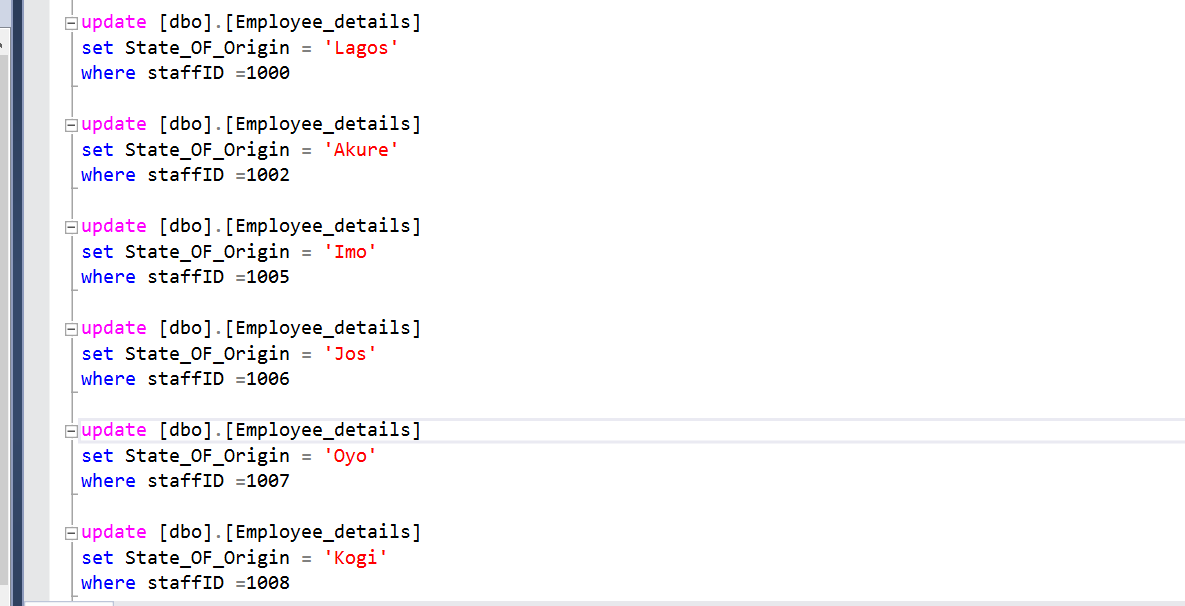 update [dbo].[Employee_details]
set State_OF_Origin = 'Lagos'
where staffID =1000
update [dbo].[Employee_details]
set State_OF_Origin = 'Akure'
where staffID =1002
update [dbo].[Employee_details]
set State_OF_Origin = 'Imo'
where staffID =1005
update [dbo].[Employee_details]
set State_OF_Origin = 'Jos'
where staffID =1006
update [dbo].[Employee_details]
set State_OF_Origin = 'Oyo'
where staffID =1007
update [dbo].[Employee_details]
set State_OF_Origin = 'Kogi'
where staffID =1008